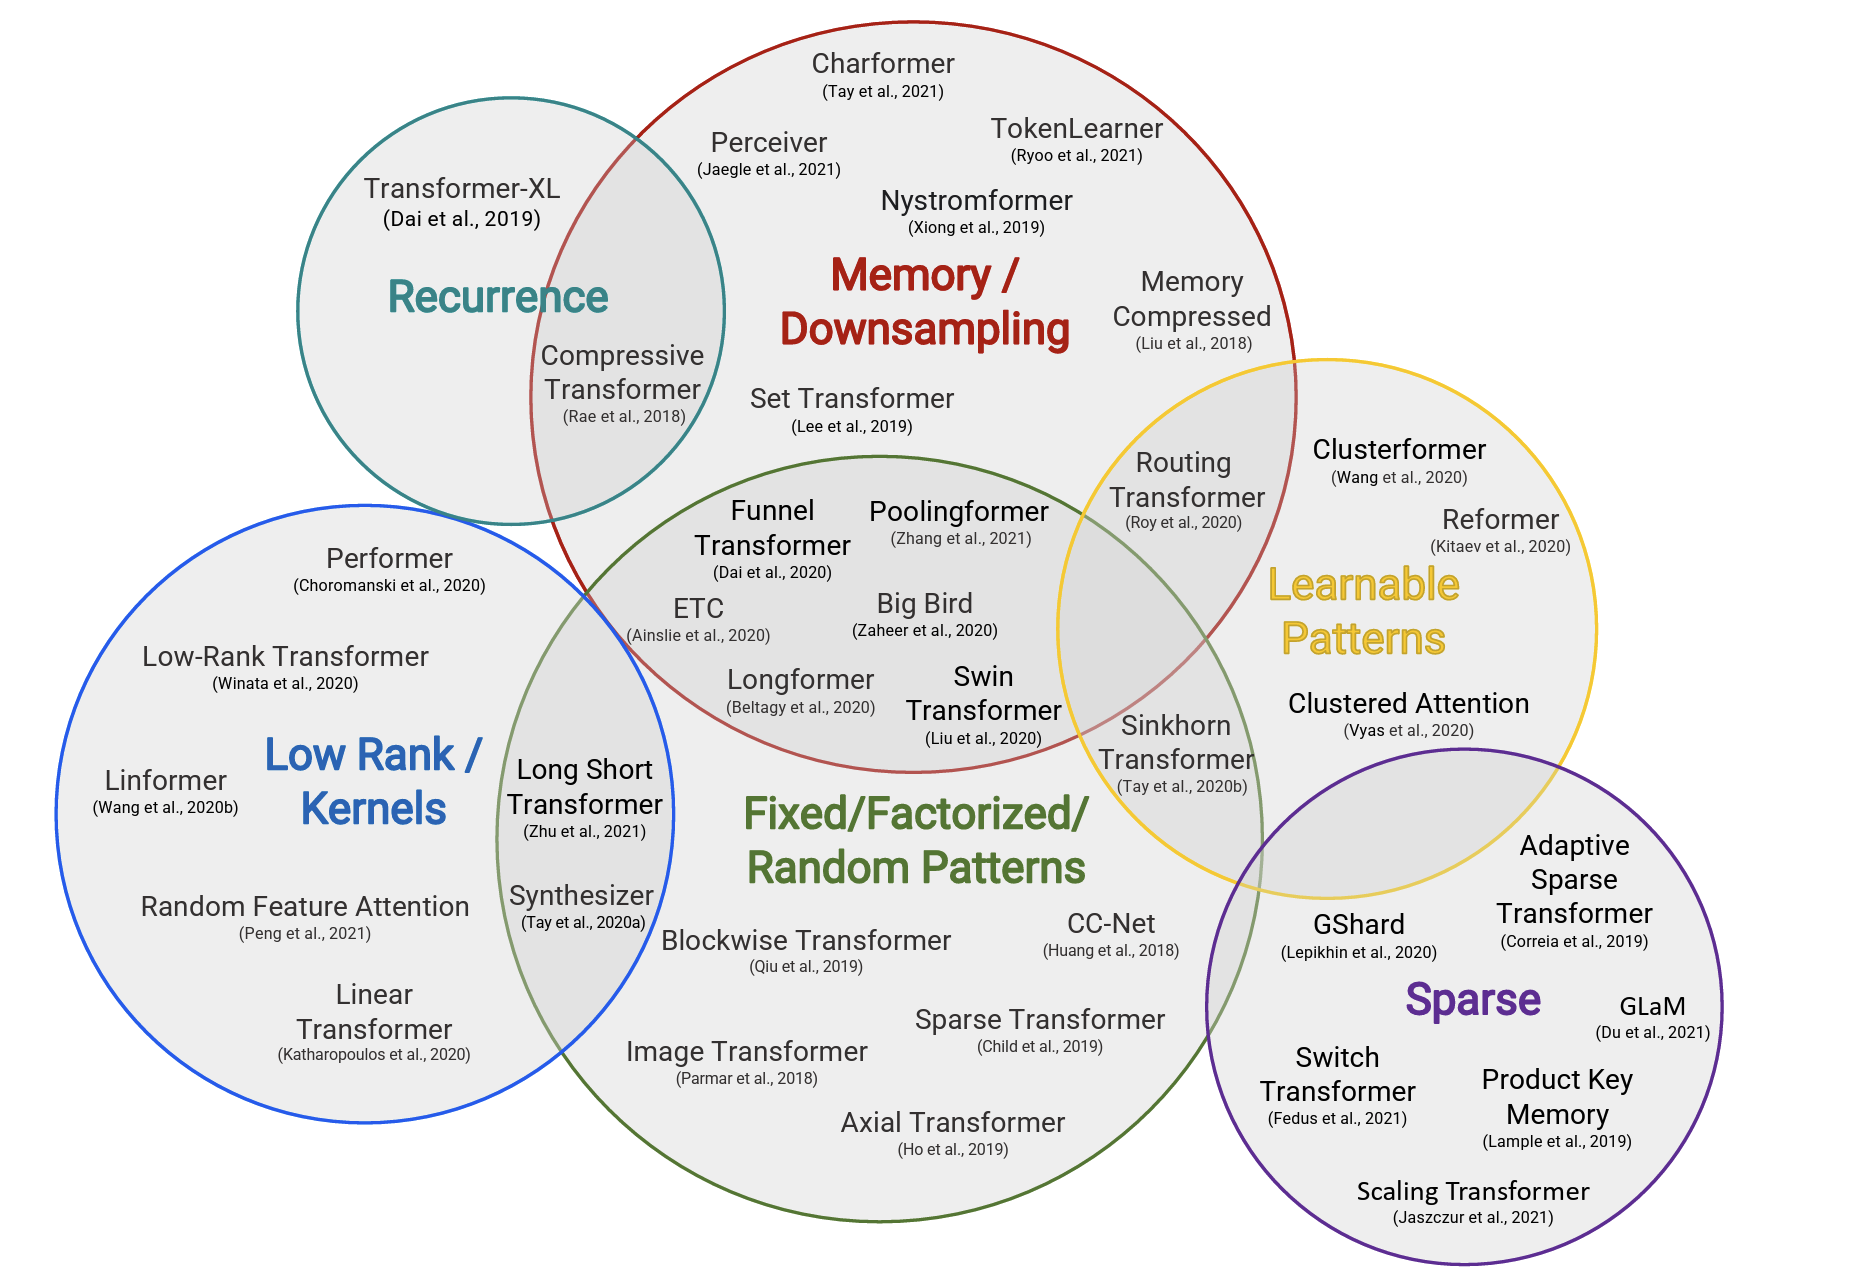 Charformer
(Tay et al., 2021)
Perceiver
(Jaegle et al., 2021)
TokenLearner
(Ryoo et al., 2021)
Nystromformer
(Xiong et al., 2019)
Memory /
Downsampling
Memory
Compressed
(Liu et al., 2018)
Set Transformer
(Lee et al., 2019)
Transformer-XL
(Dai et al., 2019)
Recurrence
Compressive
Transformer
(Rae et al., 2018)
Funnel
Transformer
(Dai et al., 2020)
Poolingformer
(Zhang et al., 2021)
ETC
(Ainslie et al., 2020)
Big Bird
(Zaheer et al., 2020)
Longformer
(Beltagy et al., 2020)
Swin
Transformer
(Liu et al., 2020)
Routing
Transformer
(Roy et al., 2020)
Clusterformer
(Wang et al., 2020)
Reformer
(Kitaev et al., 2020)
Learnable
Patterns
Clustered Attention
(Vyas et al., 2020)
Sinkhorn
Transformer
(Tay et al., 2020b)
Performer
(Choromanski et al., 2020)
Low-Rank Transformer
(Winata et al., 2020)
Low Rank /
Kernels
Linformer
(Wang et al., 2020b)
Random Feature Attention
(Peng et al., 2021)
Linear
Transformer
(Katharopoulos et al., 2020)
Long Short
Transformer
(Zhu et al., 2021)
Synthesizer
(Tay et al., 2020a)
Fixed/Factorized/
Random Patterns
Blockwise Transformer
(Qiu et al., 2019)
CC-Net
(Huang et al., 2018)
Sparse Transformer
(Child et al., 2019)
Image Transformer
(Parmar et al., 2018)
Axial Transformer
(Ho et al., 2019)
Adaptive
Sparse
Transformer
(Correia et al., 2019)
GShard
(Lepikhin et al., 2020)
Sparse
GLaM
(Du et al., 2021)
Switch
Transformer
(Fedus et al., 2021)
Product Key
Memory
(Lample et al., 2019)
Scaling Transformer
(Jaszczur et al., 2021)